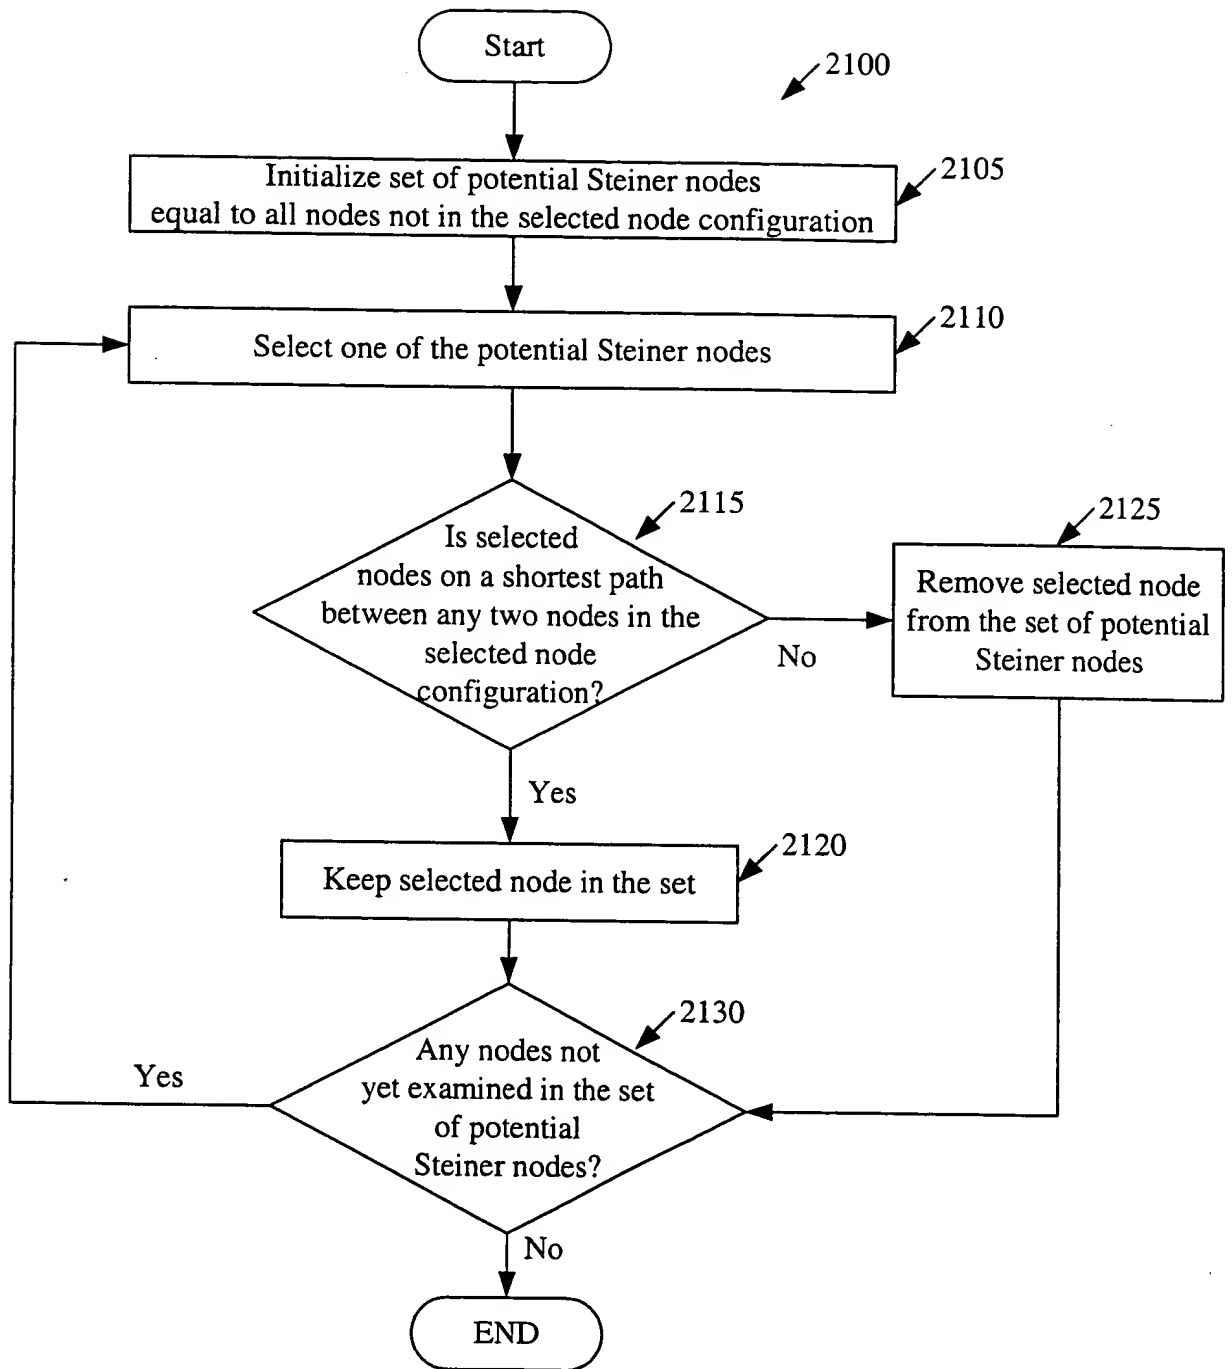 Start
2100
Initialize set of potential Steiner nodes
equal to all nodes not in the selected node configuration
2105
Select one of the potential Steiner nodes
2110
Is selected
nodes on a shortest path
between any two nodes in the
selected node
configuration?
2115
No
2125
Remove selected node
from the set of potential
Steiner nodes
Yes
Keep selected node in the set
2120
Any nodes not
yet examined in the set
of potential
Steiner nodes?
2130
Yes
No
END